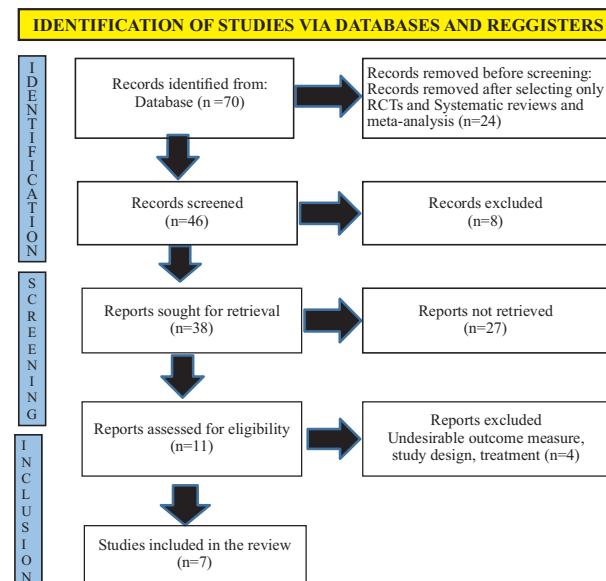 IDENTIFICATION OF STUDIES VIA DATABASES AND REGGISTERS
IDENTIFICATION
Records identified from:
Database (n =70)
Records removed before screening:
Records removed after selecting only
RCTs and Systematic reviews and
meta-analysis (n=24)
Records screened
(n=46)
Records excluded
(n=8)
SCREENING
Reports sought for retrieval
(n=38)
Reports not retrieved
(n=27)
Reports assessed for eligibility
(n=11)
Reports excluded
Undesirable outcome measure,
study design, treatment (n=4)
INCLUSION
Studies included in the review
(n=7)